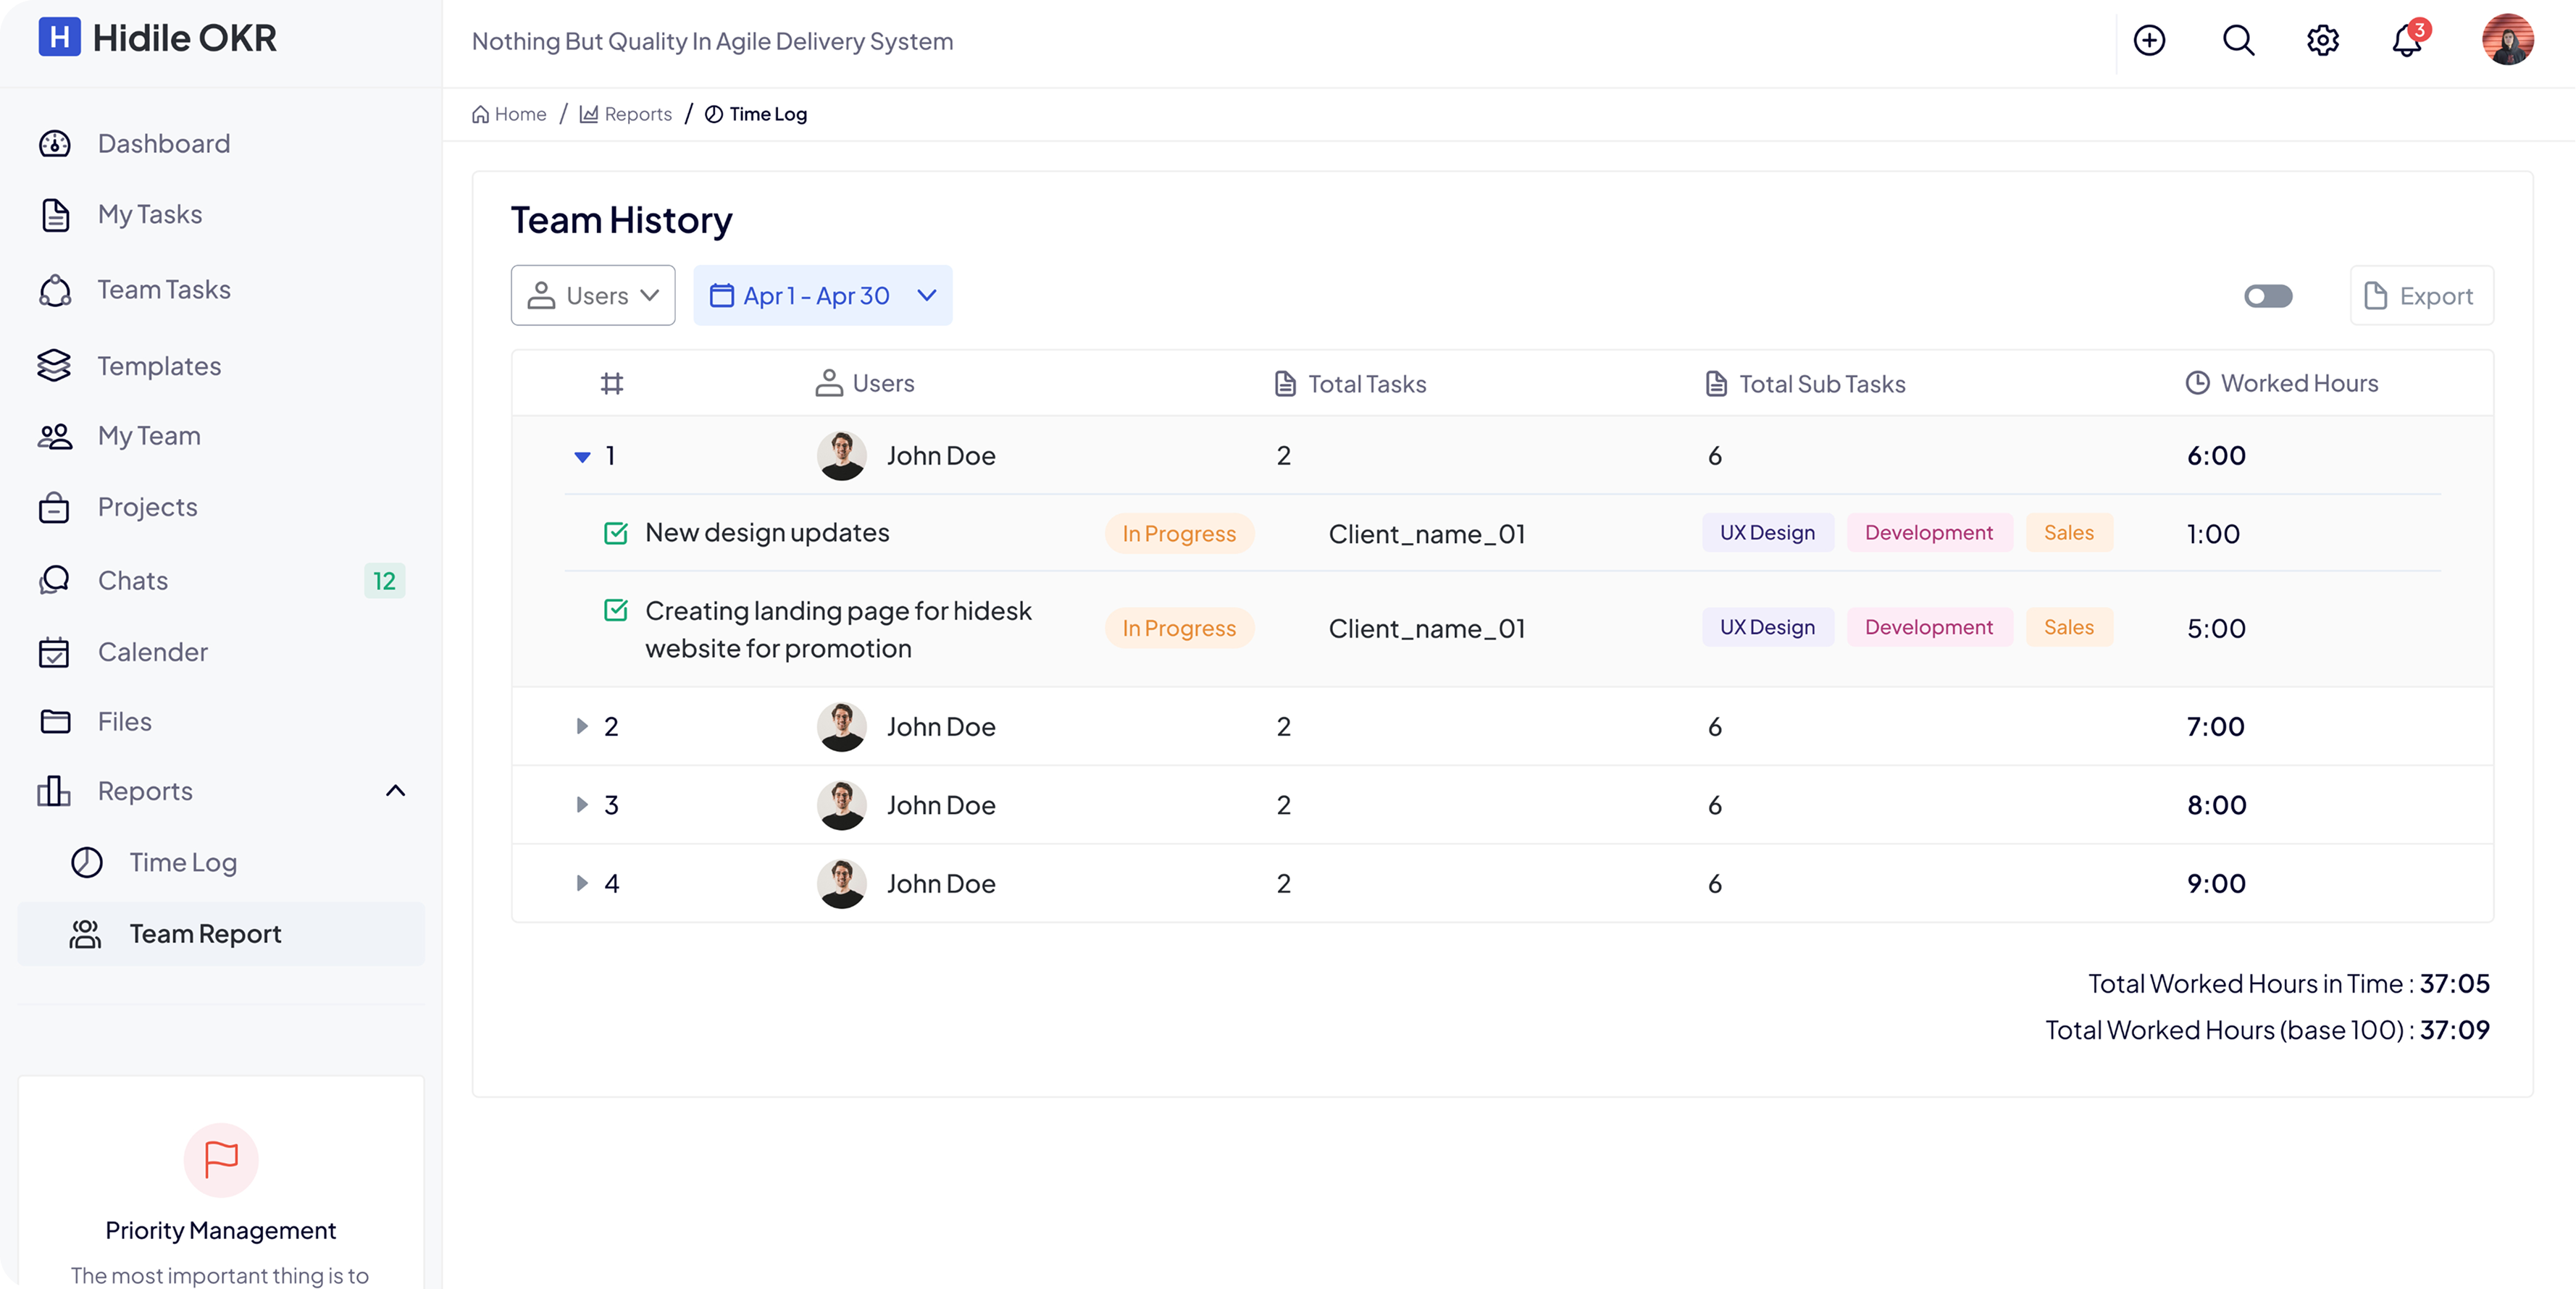 H Hidile OKR
Nothing But Quality In Agile Delivery System
3
Home / Reports / Time Log
Dashboard
My Tasks
Team Tasks
Templates
My Team
Projects
Chats 12
Calender
Files
Reports
Time Log
Team Report
Priority Management
The most important thing is to
Team History
Users
Apr 1 - Apr 30
Export
# Users Total Tasks Total Sub Tasks Worked Hours
1 John Doe 2 6 6:00
New design updates In Progress Client_name_01 UX Design Development Sales 1:00
Creating landing page for hidesk
website for promotion In Progress Client_name_01 UX Design Development Sales 5:00
2 John Doe 2 6 7:00
3 John Doe 2 6 8:00
4 John Doe 2 6 9:00
Total Worked Hours in Time : 37:05
Total Worked Hours (base 100) : 37:09